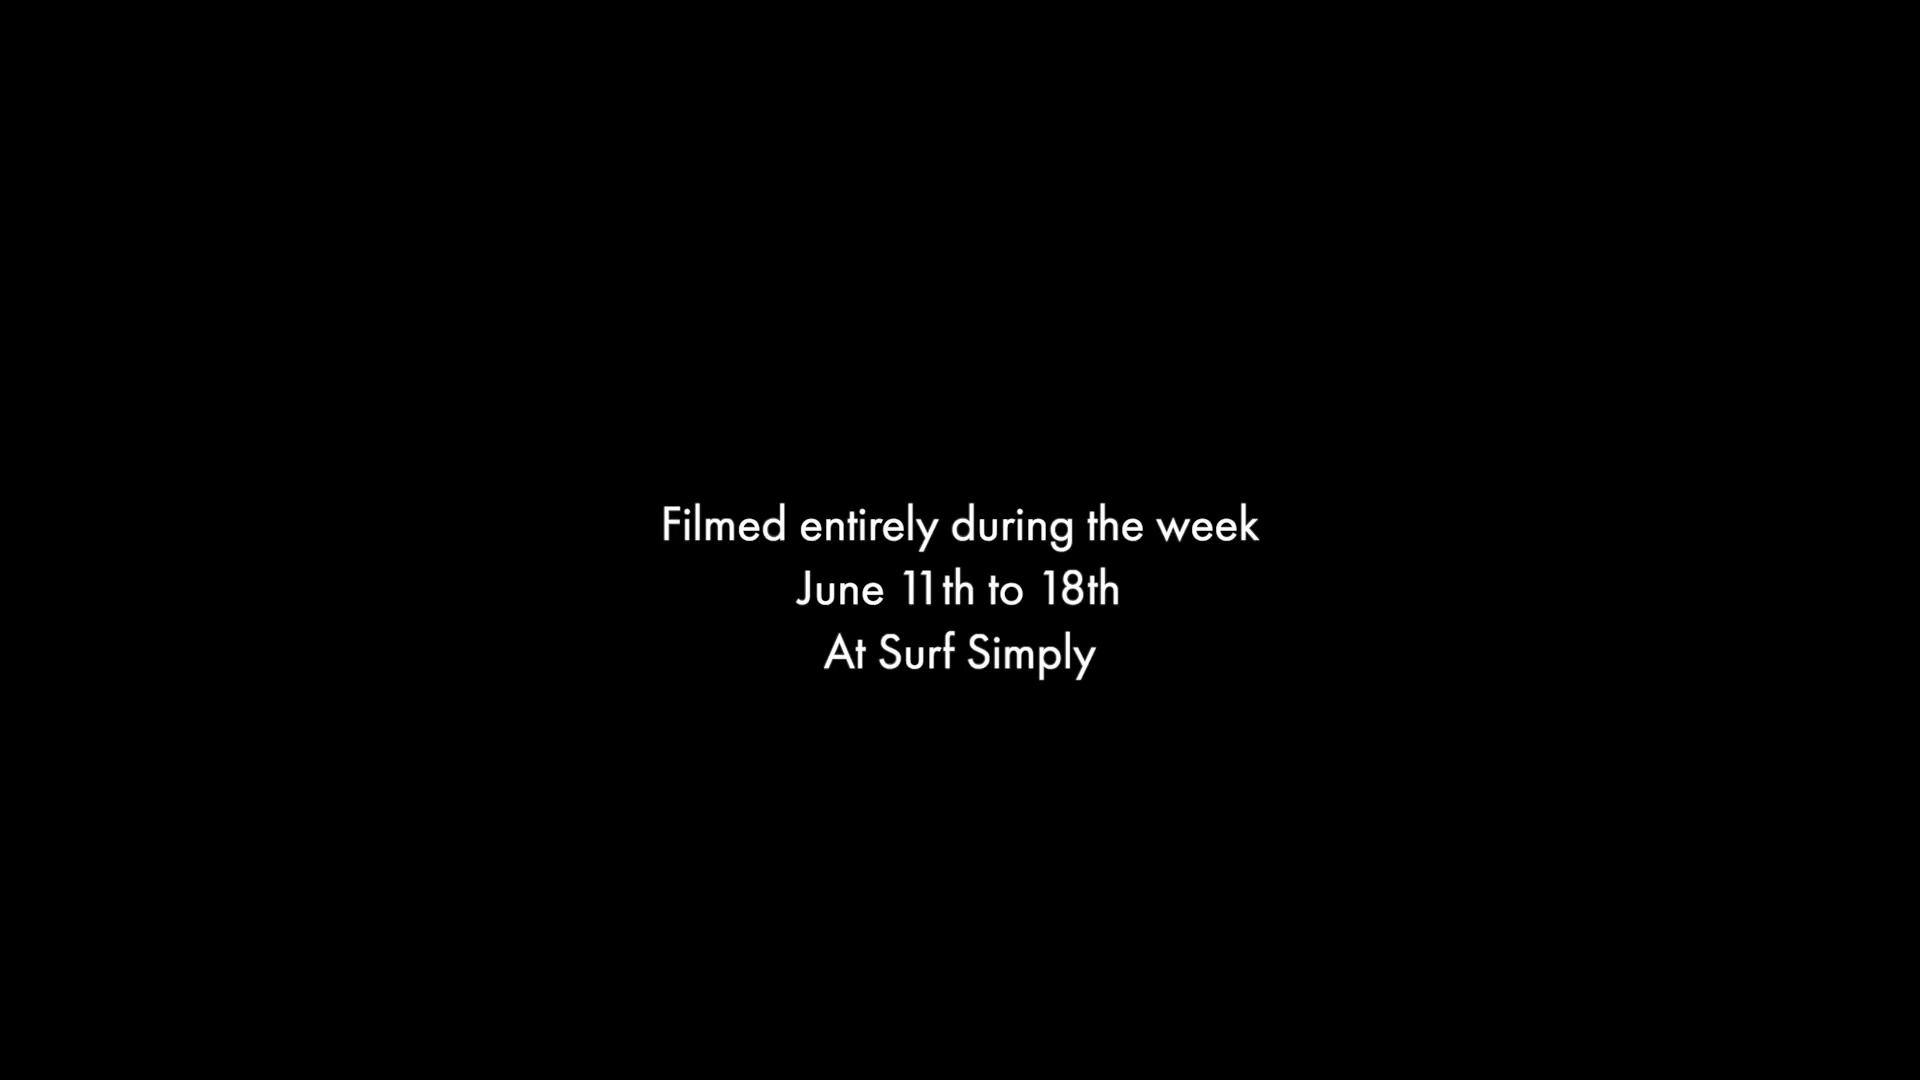 Filmed entirely during the week
June 11th to 18th
At Surf Simply